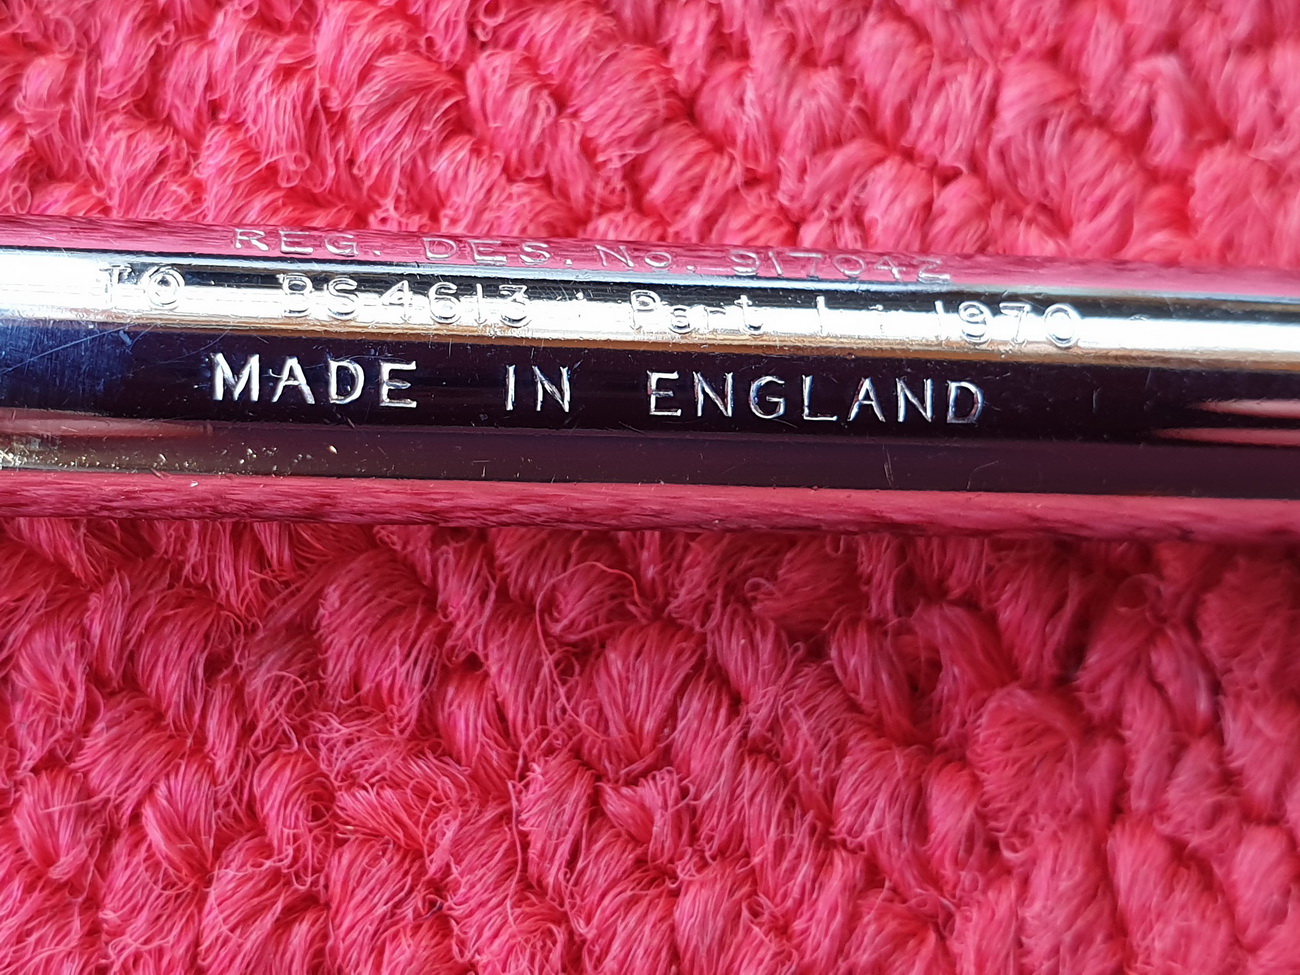 REG. DES. No. 917042
TO BS 4613 : Part 1 : 1970
MADE IN ENGLAND